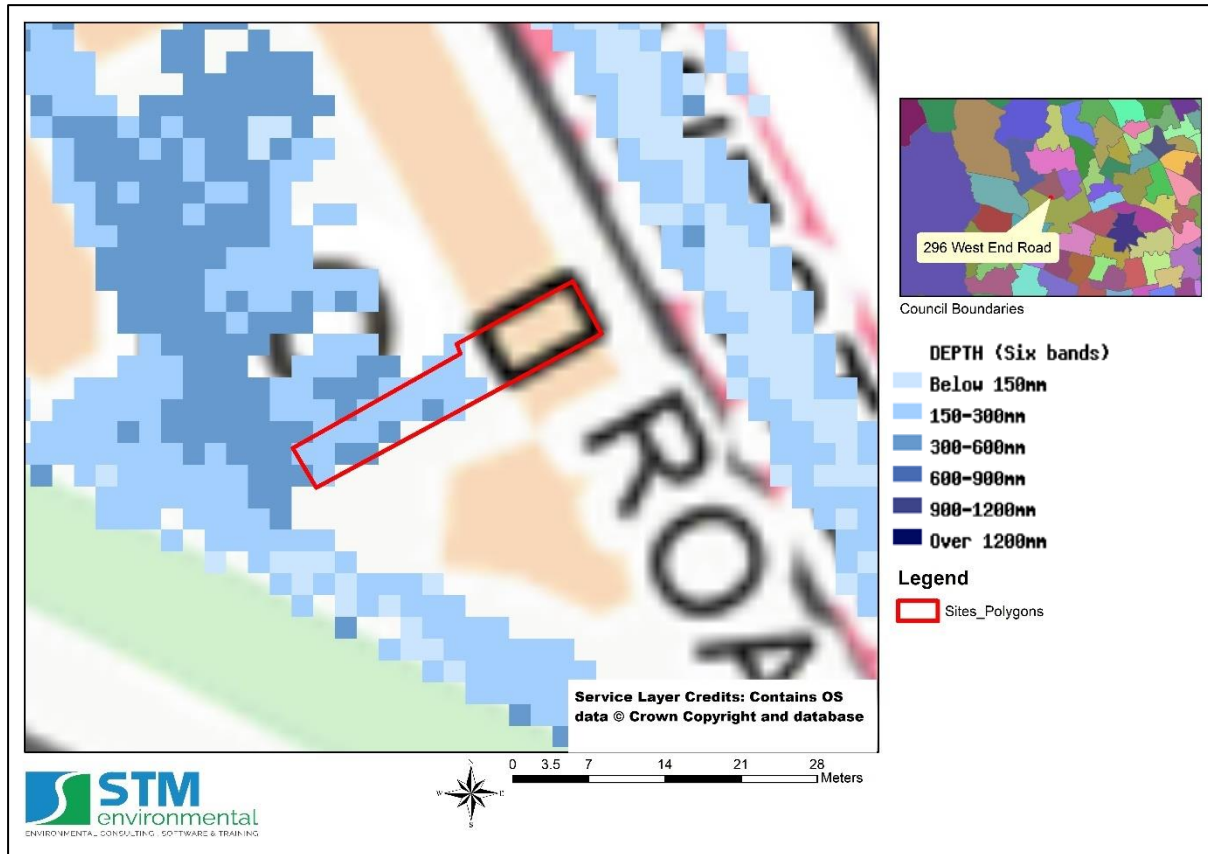 ROA
Service Layer Credits: Contains OS
data © Crown Copyright and database
296 West End Road
Council Boundaries
DEPTH (Six bands)
Below 150mm
150-300mm
300-600mm
600-900mm
900-1200mm
Over 1200mm
Legend
Sites_Polygons
STM
environmental
ENVIRONMENTAL CONSULTING, SOFTWARE & TRAINING
N
W E
S
0 3.5 7 14 21 28
Meters